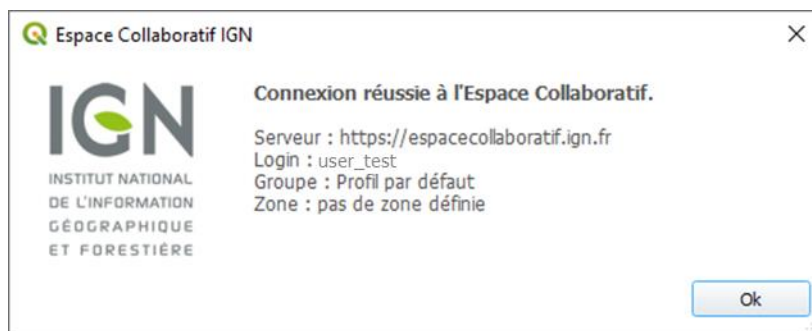 Espace Collaboratif IGN
IGN
INSTITUT NATIONAL
DE L'INFORMATION
GÉOGRAPHIQUE
ET FORESTIÈRE
Connexion réussie à l'Espace Collaboratif.
Serveur : https://espacecollaboratif.ign.fr
Login : user_test
Groupe : Profil par défaut
Zone : pas de zone définie
Ok